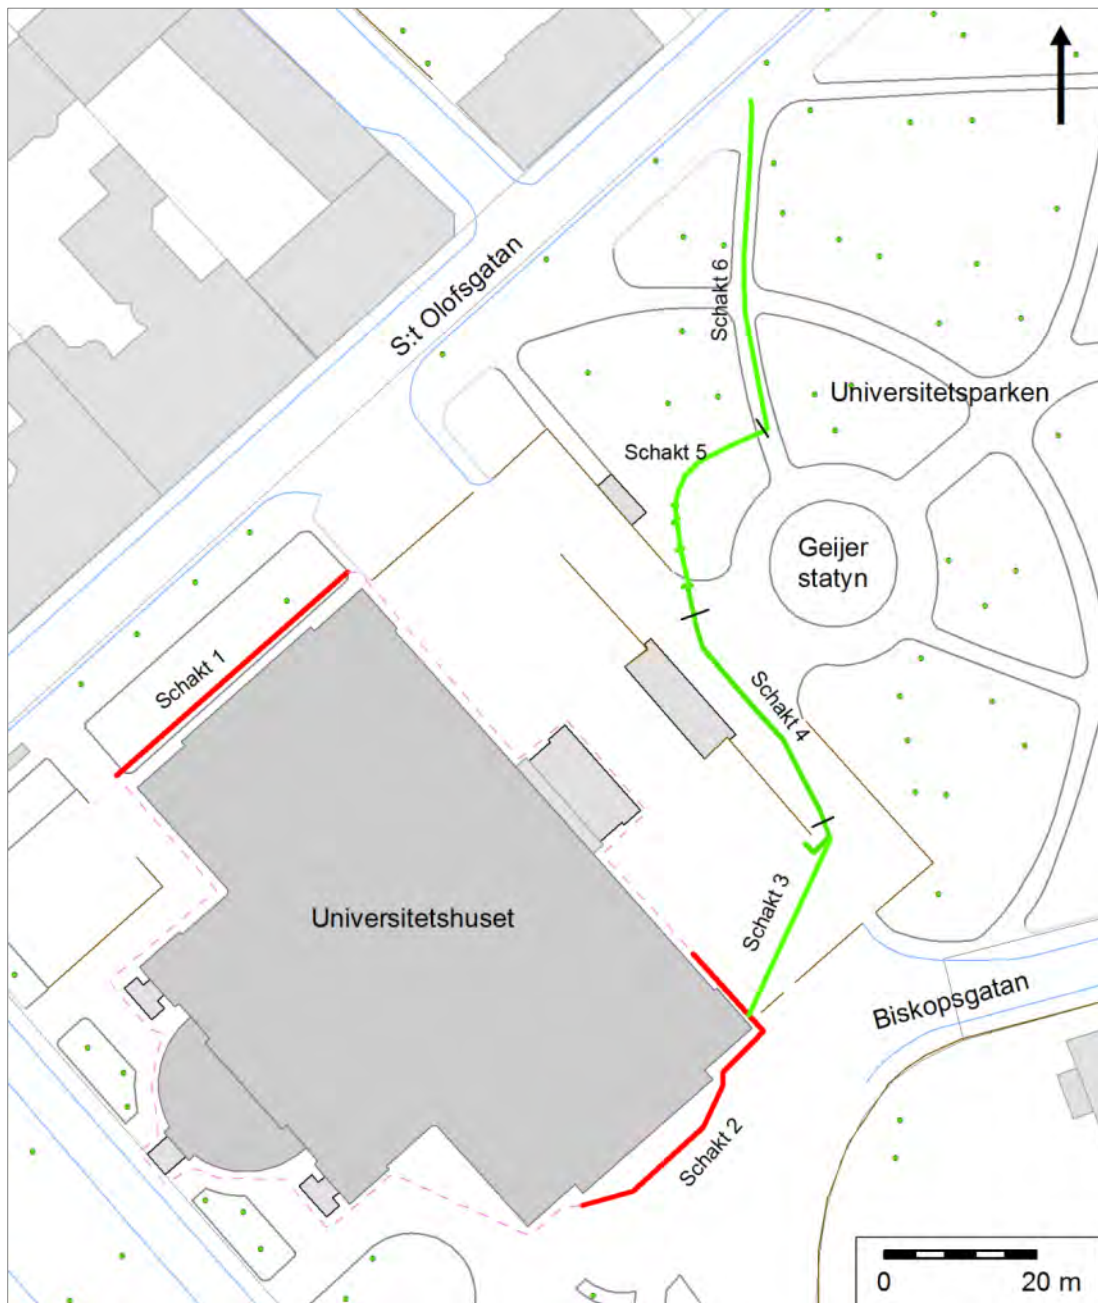 S:t Olofsgatan
Schakt 6
Universitetsparken
Schakt 5
Geijer
statyn
Schakt 1
Schakt 4
Universitetshuset
Schakt 3
Biskopsgatan
Schakt 2
0 20 m